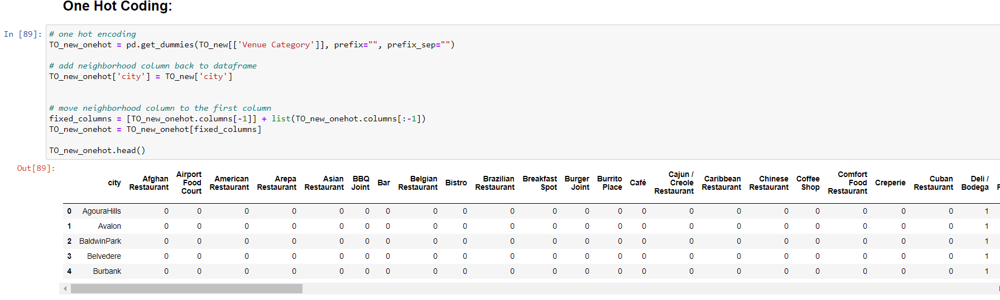 One Hot Coding:
In [89]:
# one hot encoding
TO_new_onehot = pd.get_dummies(TO_new[['Venue Category']], prefix="", prefix_sep="")
# add neighborhood column back to dataframe
TO_new_onehot['city'] = TO_new['city']
# move neighborhood column to the first column
fixed_columns = [TO_new_onehot.columns[-1]] + list(TO_new_onehot.columns[:-1])
TO_new_onehot = TO_new_onehot[fixed_columns]
TO_new_onehot.head()
Out[89]:
city Afghan Restaurant Airport Food Court American Restaurant Arepa Restaurant Asian Restaurant BBQ Joint Bar Belgian Restaurant Bistro Brazilian Restaurant Breakfast Spot Burger Joint Burrito Place Café Cajun / Creole Restaurant Caribbean Restaurant Chinese Restaurant Coffee Shop Comfort Food Restaurant Creperie Cuban Restaurant Deli / Bodega
0 AgouraHills 0 0 0 0 0 0 0 0 0 0 0 0 0 0 0 0 0 0 0 0 0 1
1 Avalon 0 0 0 0 0 0 0 0 0 0 0 0 0 0 0 0 0 0 0 0 0 1
2 BaldwinPark 0 0 0 0 0 0 0 0 0 0 0 0 0 0 0 0 0 0 0 0 0 1
3 Belvedere 0 0 0 0 0 0 0 0 0 0 0 0 0 0 0 0 0 0 0 0 0 1
4 Burbank 0 0 0 0 0 0 0 0 0 0 0 0 0 0 0 0 0 0 0 0 0 1